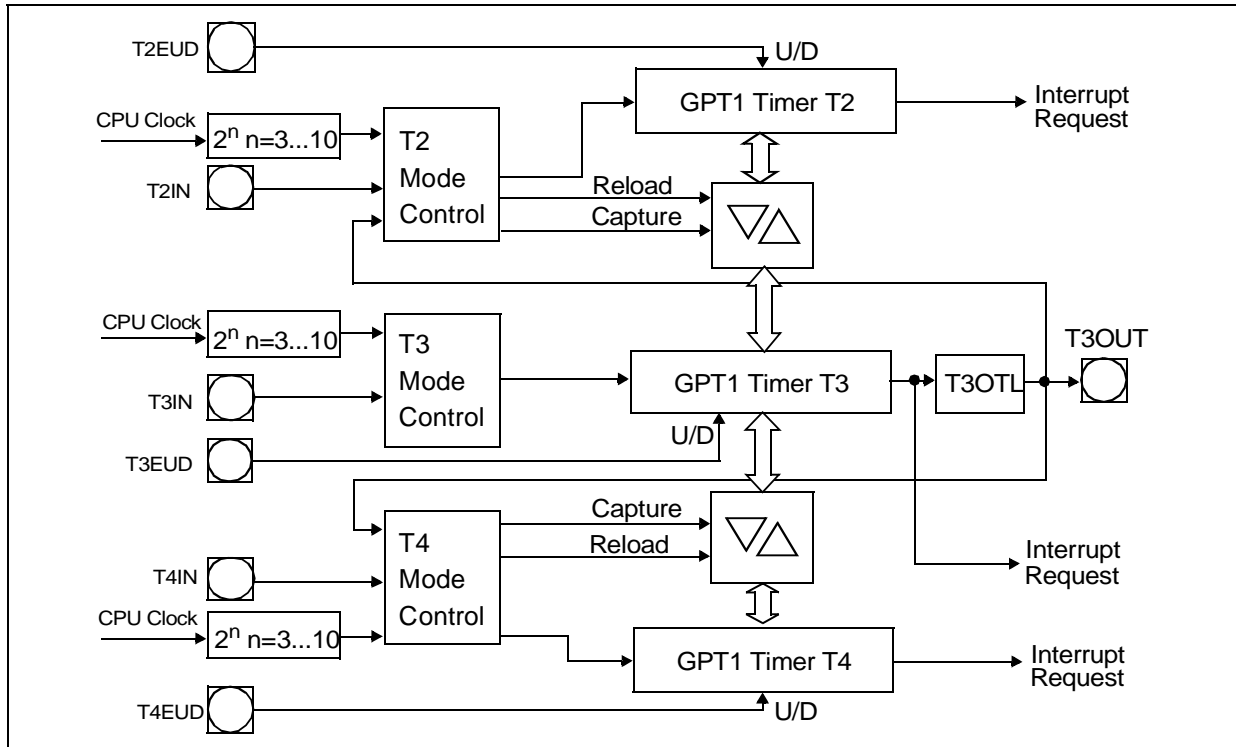 T2EUD
U/D
GPT1 Timer T2
Interrupt
Request
CPU Clock
2ⁿ n=3...10
T2
Mode
Control
T2IN
Reload
Capture
CPU Clock
2ⁿ n=3...10
T3
Mode
Control
T3IN
GPT1 Timer T3
T3OTL
T3OUT
U/D
T3EUD
Capture
Reload
T4
Mode
Control
Interrupt
Request
T4IN
CPU Clock
2ⁿ n=3...10
GPT1 Timer T4
Interrupt
Request
T4EUD
U/D